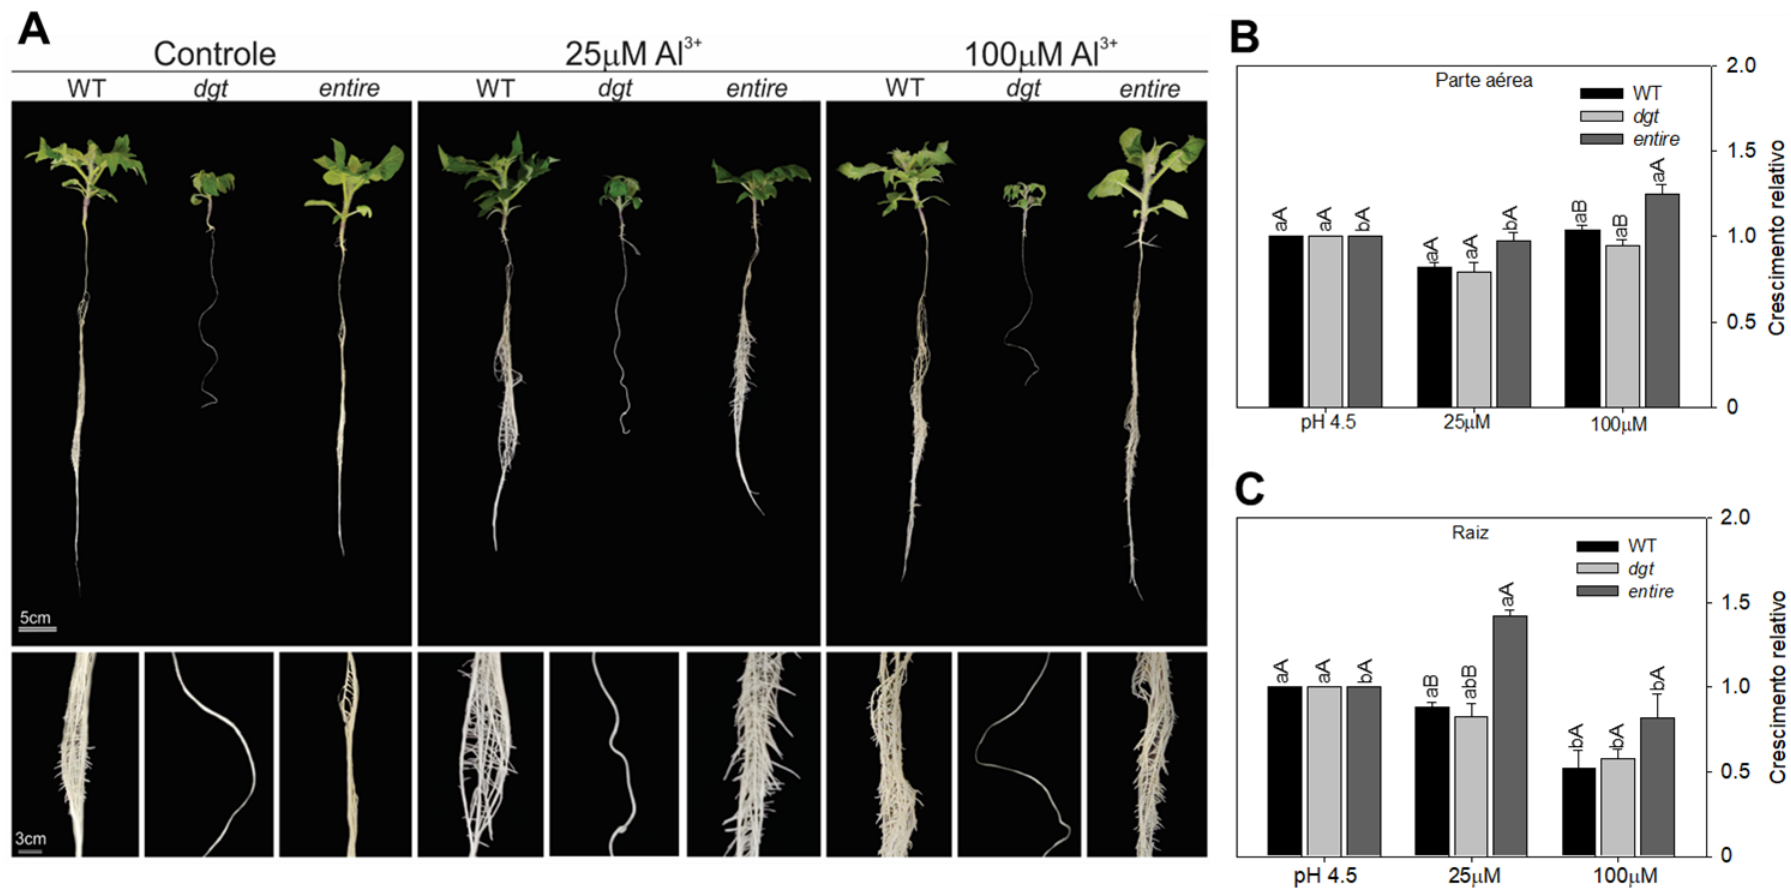 A
Controle
25µM Al³⁺
100µM Al³⁺
WT dgt entire
WT dgt entire
WT dgt entire
5cm
3cm
B
Parte aérea
WT
dgt
entire
aA aA bA
aA aA bA
aB aB aA
2.0
1.5
1.0
0.5
0
Crescimento relativo
pH 4.5 25µM 100µM
C
Raiz
WT
dgt
entire
aA aA bA
aB abB aA
bA bA bA
2.0
1.5
1.0
0.5
0
Crescimento relativo
pH 4.5 25µM 100µM